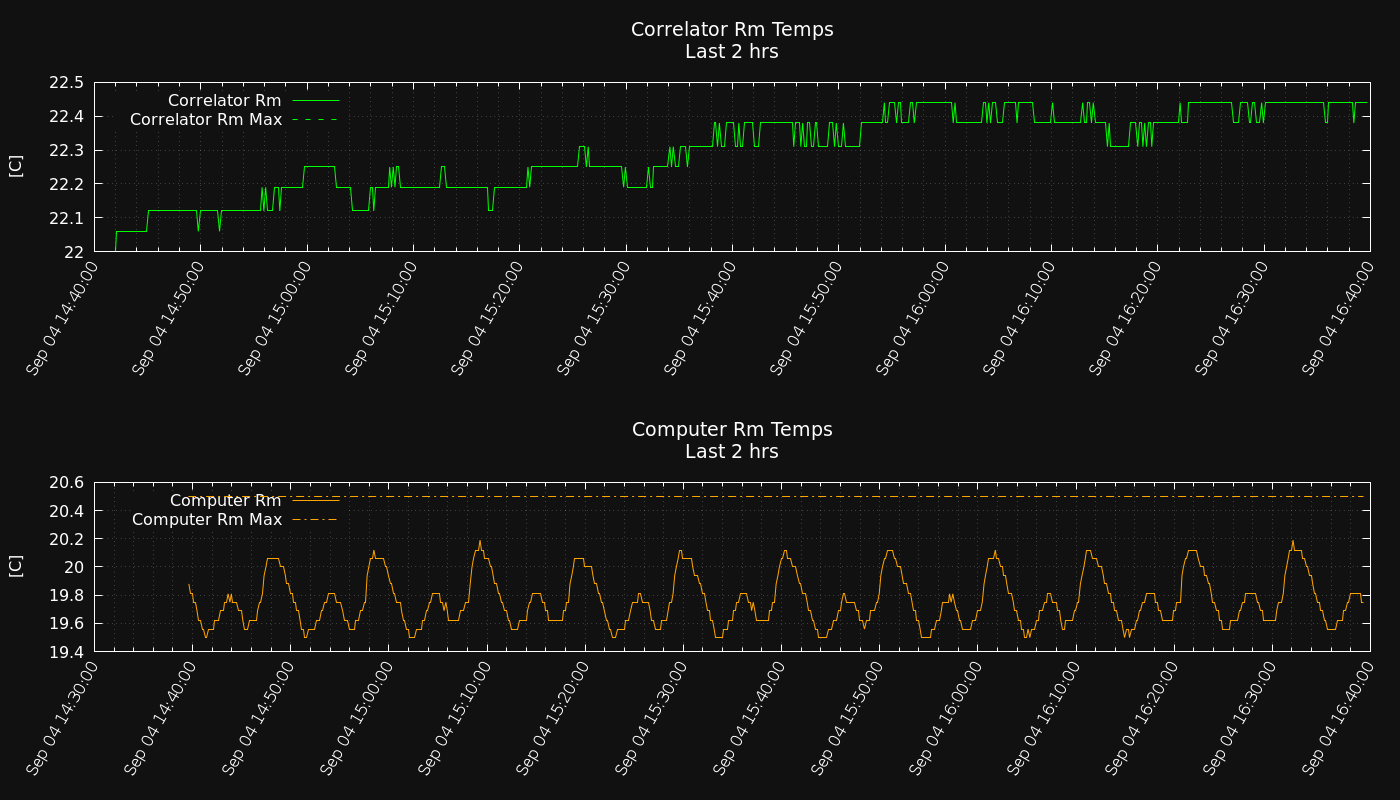 Correlator Rm Temps
Last 2 hrs
22.5
22.4
22.3
22.2
22.1
22
[C]
Correlator Rm
Correlator Rm Max
Sep 04 14:40:00
Sep 04 14:50:00
Sep 04 15:00:00
Sep 04 15:10:00
Sep 04 15:20:00
Sep 04 15:30:00
Sep 04 15:40:00
Sep 04 15:50:00
Sep 04 16:00:00
Sep 04 16:10:00
Sep 04 16:20:00
Sep 04 16:30:00
Sep 04 16:40:00
Computer Rm Temps
Last 2 hrs
20.6
20.4
20.2
20
19.8
19.6
19.4
[C]
Computer Rm
Computer Rm Max
Sep 04 14:30:00
Sep 04 14:40:00
Sep 04 14:50:00
Sep 04 15:00:00
Sep 04 15:10:00
Sep 04 15:20:00
Sep 04 15:30:00
Sep 04 15:40:00
Sep 04 15:50:00
Sep 04 16:00:00
Sep 04 16:10:00
Sep 04 16:20:00
Sep 04 16:30:00
Sep 04 16:40:00